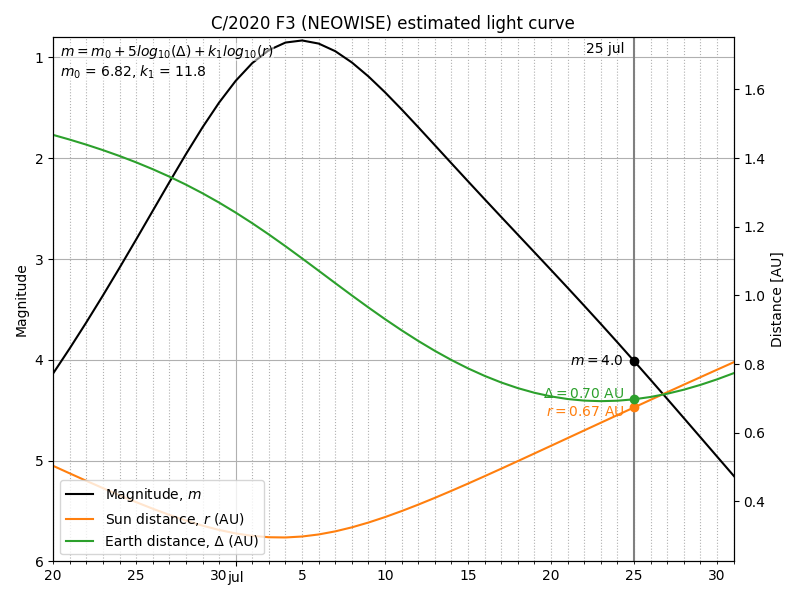 C/2020 F3 (NEOWISE) estimated light curve
m = m₀ + 5log₁₀(Δ) + k₁log₁₀(r)
m₀ = 6.82, k₁ = 11.8
25 jul
1
2
3
4
5
6
Magnitude
1.6
1.4
1.2
1.0
0.8
0.6
0.4
Distance [AU]
m = 4.0
Δ = 0.70 AU
r = 0.67 AU
Magnitude, m
Sun distance, r (AU)
Earth distance, Δ (AU)
20 25 30 jul 5 10 15 20 25 30